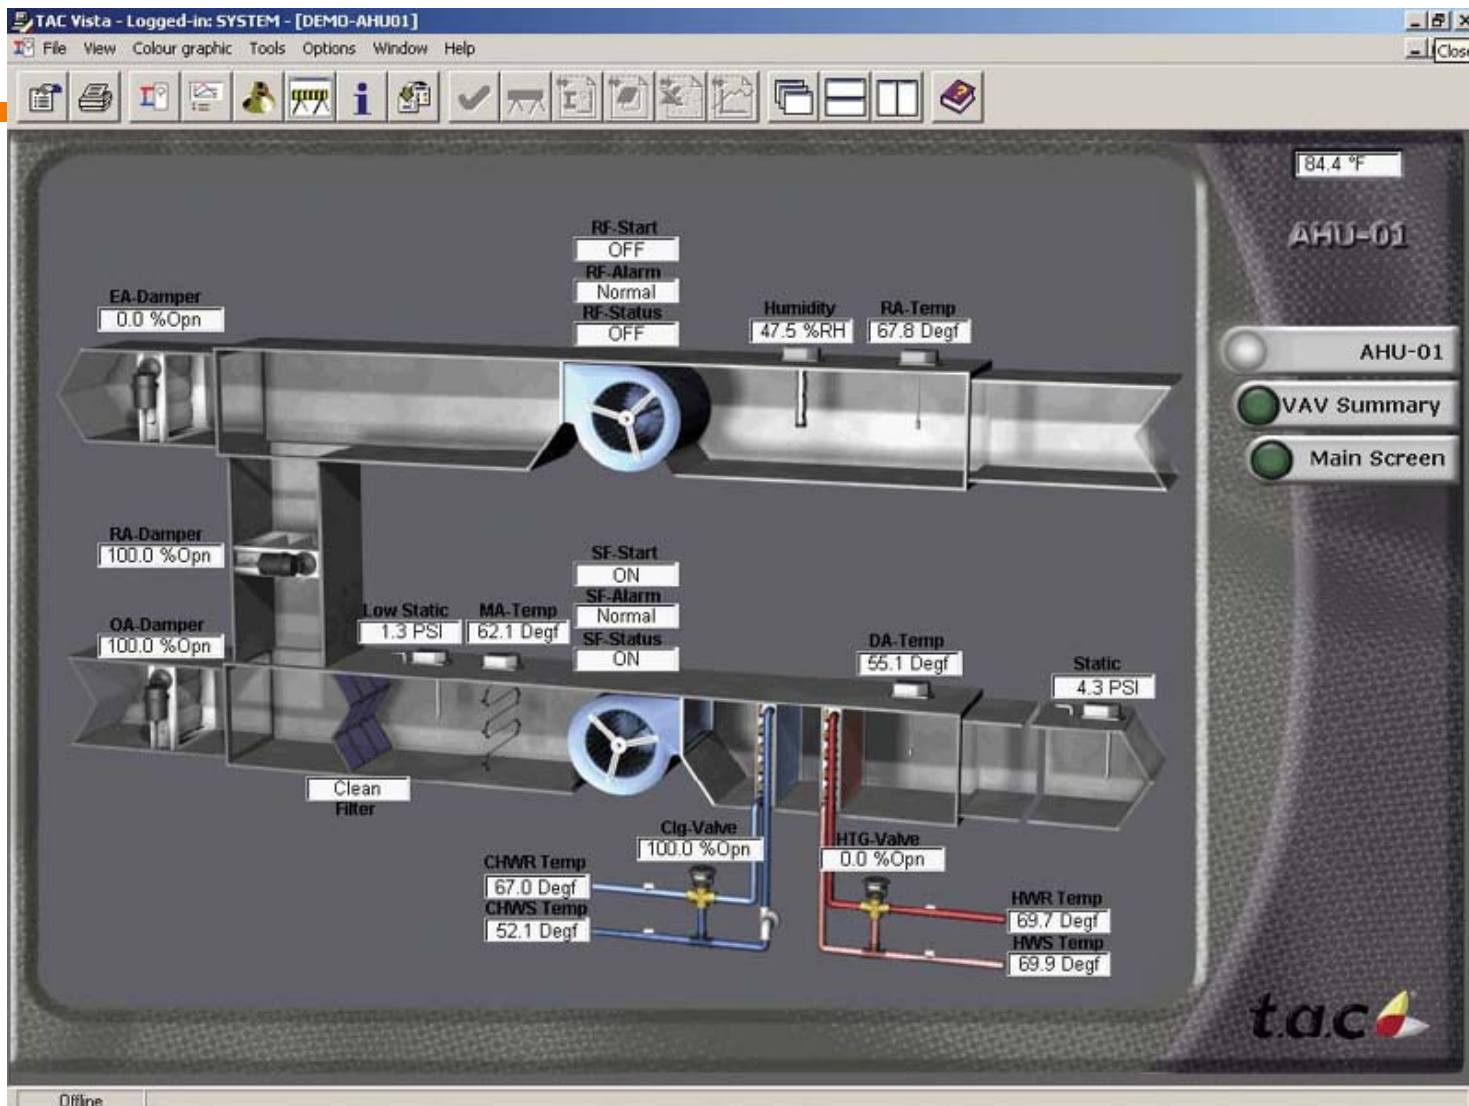 TAC Vista - Logged-in: SYSTEM - [DEMO-AHU01]
File View Colour graphic Tools Options Window Help
Close
84.4 °F
AHU-01
RF-Start
OFF
RF-Alarm
Normal
RF-Status
OFF
EA-Damper
0.0 %Opn
Humidity
47.5 %RH
RA-Temp
67.8 Degf
AHU-01
VAV Summary
Main Screen
RA-Damper
100.0 %Opn
SF-Start
ON
SF-Alarm
Normal
SF-Status
ON
Low Static
1.3 PSI
MA-Temp
62.1 Degf
OA-Damper
100.0 %Opn
DA-Temp
55.1 Degf
Static
4.3 PSI
Clean
Filter
Clg-Valve
100.0 %Opn
HTG-Valve
0.0 %Opn
CHWR Temp
67.0 Degf
CHWS Temp
52.1 Degf
HWR Temp
69.7 Degf
HWS Temp
69.9 Degf
t.a.c
Offline